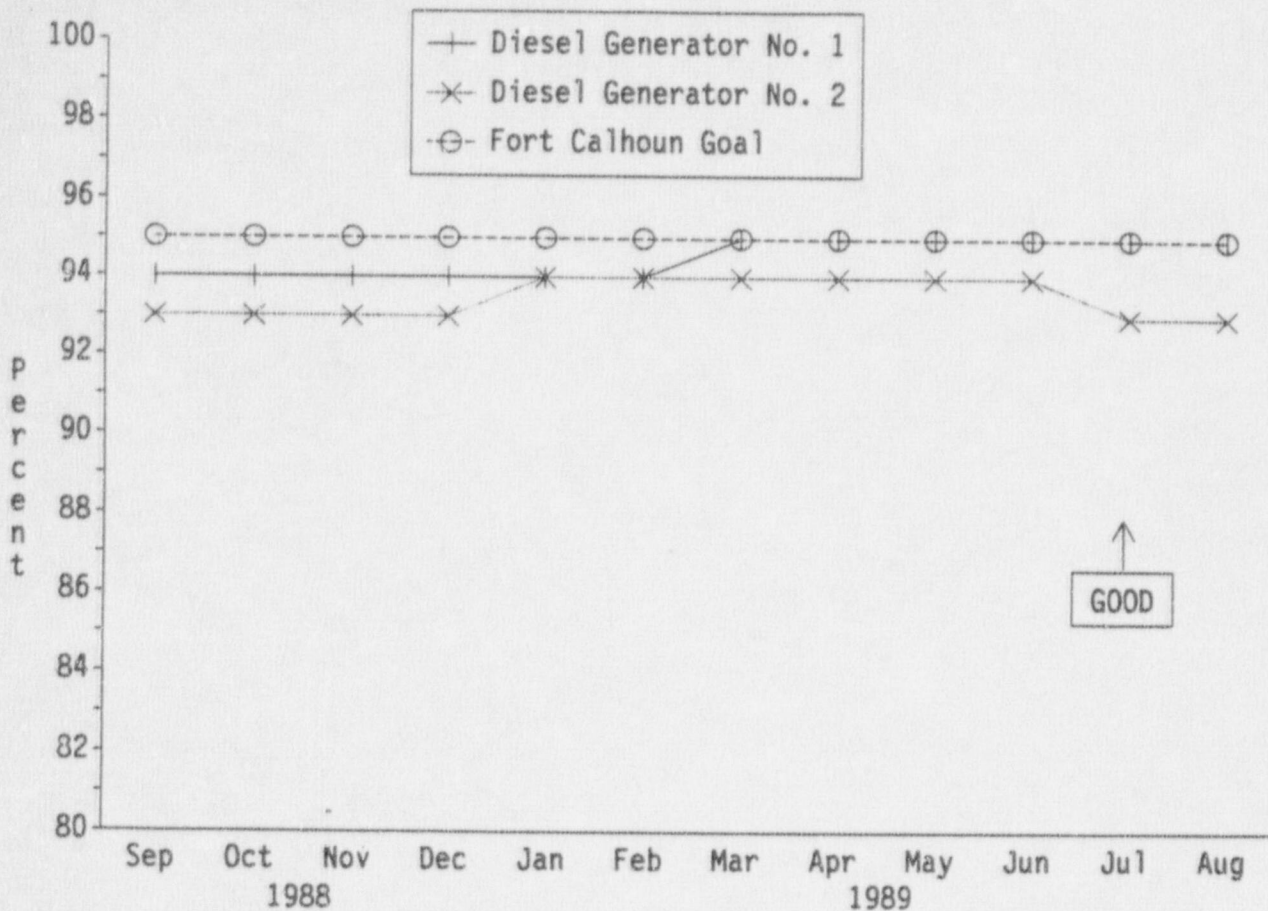 Diesel Generator No. 1
Diesel Generator No. 2
Fort Calhoun Goal
100
98
96
94
92
90
88
86
84
82
80
Percent
GOOD
Sep Oct Nov Dec Jan Feb Mar Apr May Jun Jul Aug
1988 1989